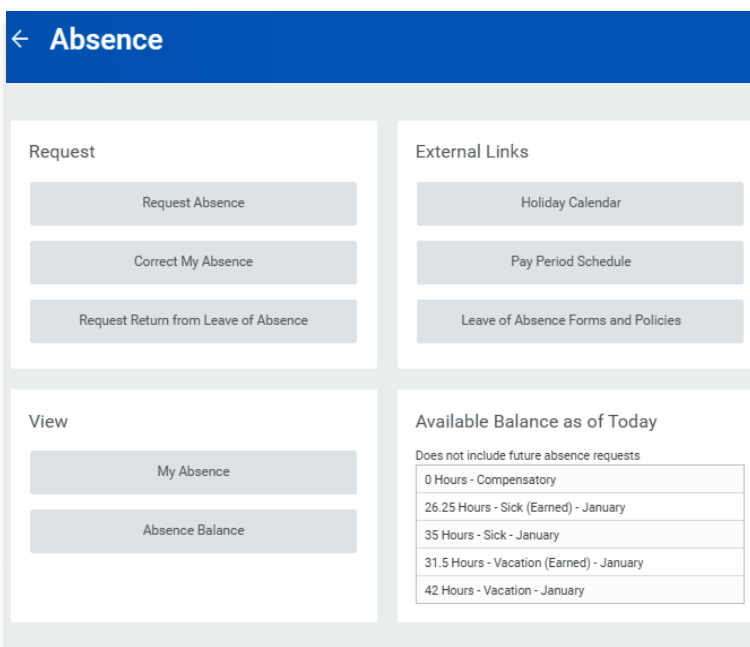 Absence
Request
Request Absence
Correct My Absence
Request Return from Leave of Absence
External Links
Holiday Calendar
Pay Period Schedule
Leave of Absence Forms and Policies
View
My Absence
Absence Balance
Available Balance as of Today
Does not include future absence requests
0 Hours - Compensatory
26.25 Hours - Sick (Earned) - January
35 Hours - Sick - January
31.5 Hours - Vacation (Earned) - January
42 Hours - Vacation - January